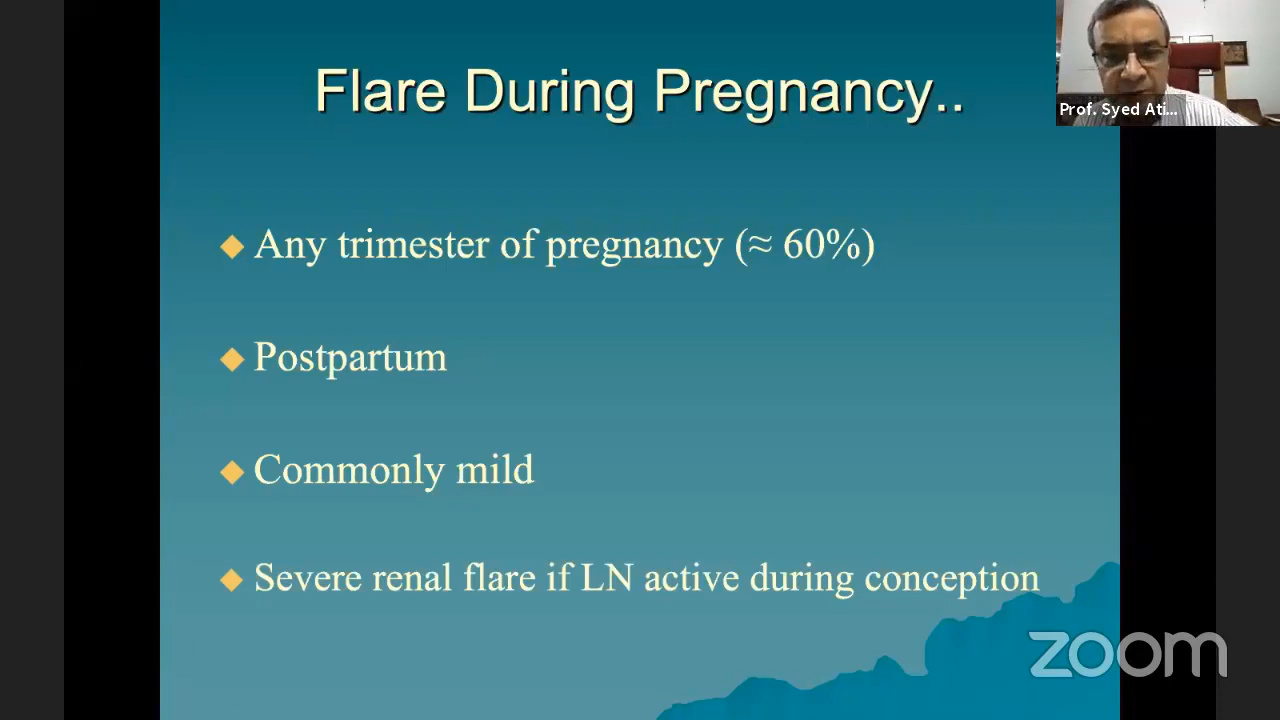 Flare During Pregnancy..
Prof. Syed Ati...
Any trimester of pregnancy (≈ 60%)
Postpartum
Commonly mild
Severe renal flare if LN active during conception
zoom